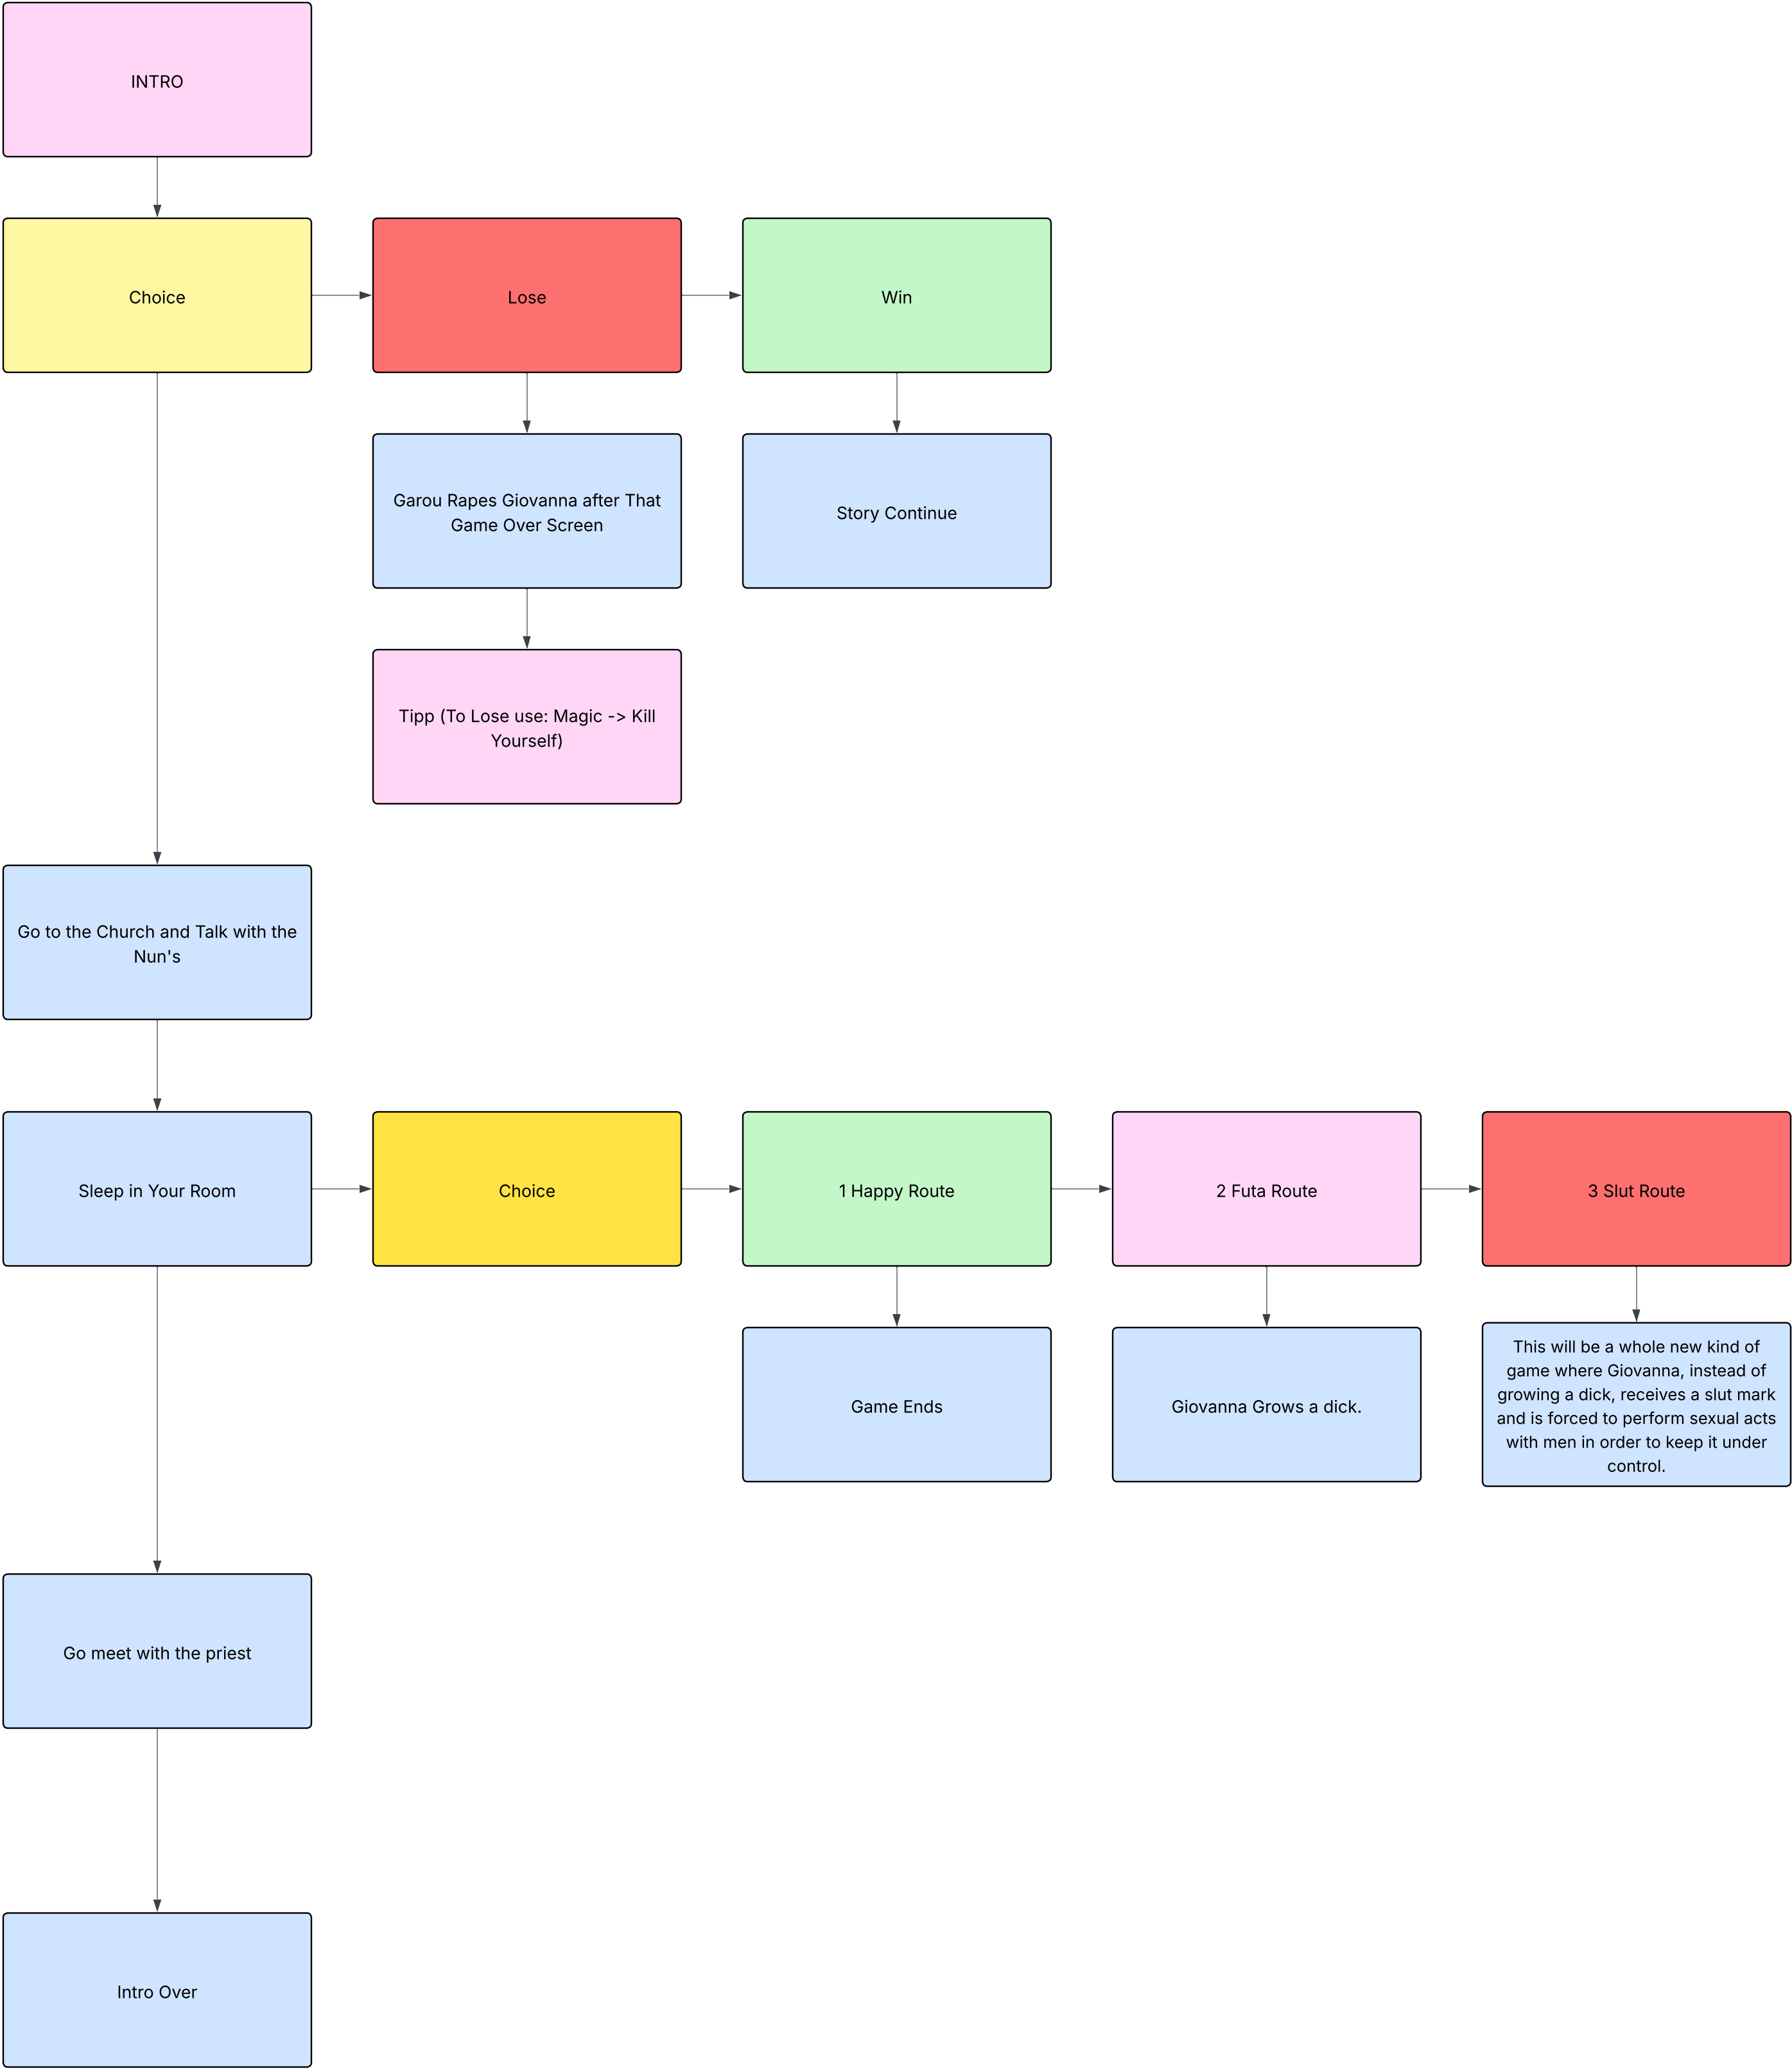 INTRO
Choice
Lose
Win
Garou Rapes Giovanna after That
Game Over Screen
Story Continue
Tipp (To Lose use: Magic -> Kill
Yourself)
Go to the Church and Talk with the
Nun's
Sleep in Your Room
Choice
1 Happy Route
2 Futa Route
3 Slut Route
Game Ends
Giovanna Grows a dick.
This will be a whole new kind of
game where Giovanna, instead of
growing a dick, receives a slut mark
and is forced to perform sexual acts
with men in order to keep it under
control.
Go meet with the priest
Intro Over